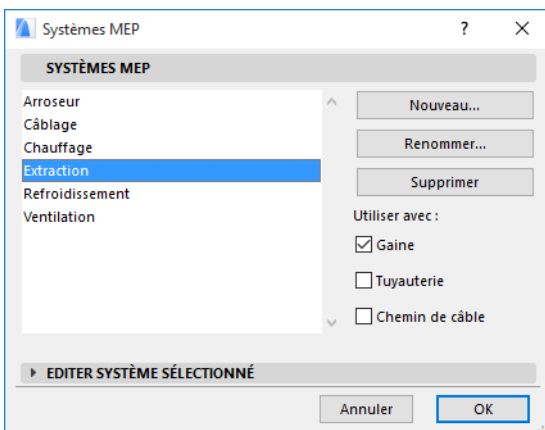 Systèmes MEP
?
SYSTÈMES MEP
Arroseur
Câblage
Chauffage
Extraction
Refroidissement
Ventilation
Nouveau...
Renommer...
Supprimer
Utiliser avec :
Gaine
Tuyauterie
Chemin de câble
EDITER SYSTÈME SÉLECTIONNÉ
Annuler
OK